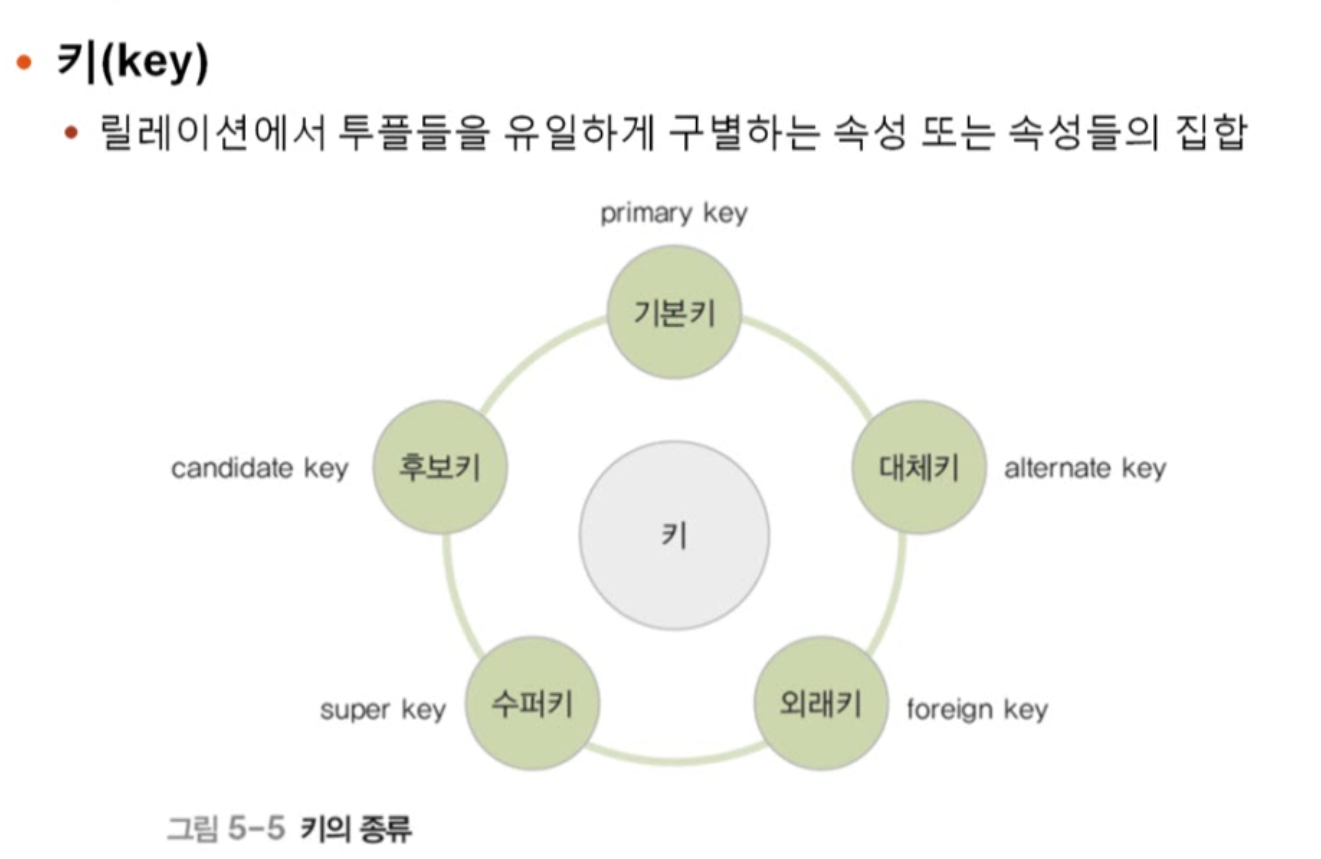 키(key)
릴레이션에서 투플들을 유일하게 구별하는 속성 또는 속성들의 집합
primary key
기본키
candidate key
후보키
대체키
alternate key
키
super key
수퍼키
외래키
foreign key
그림 5-5 키의 종류